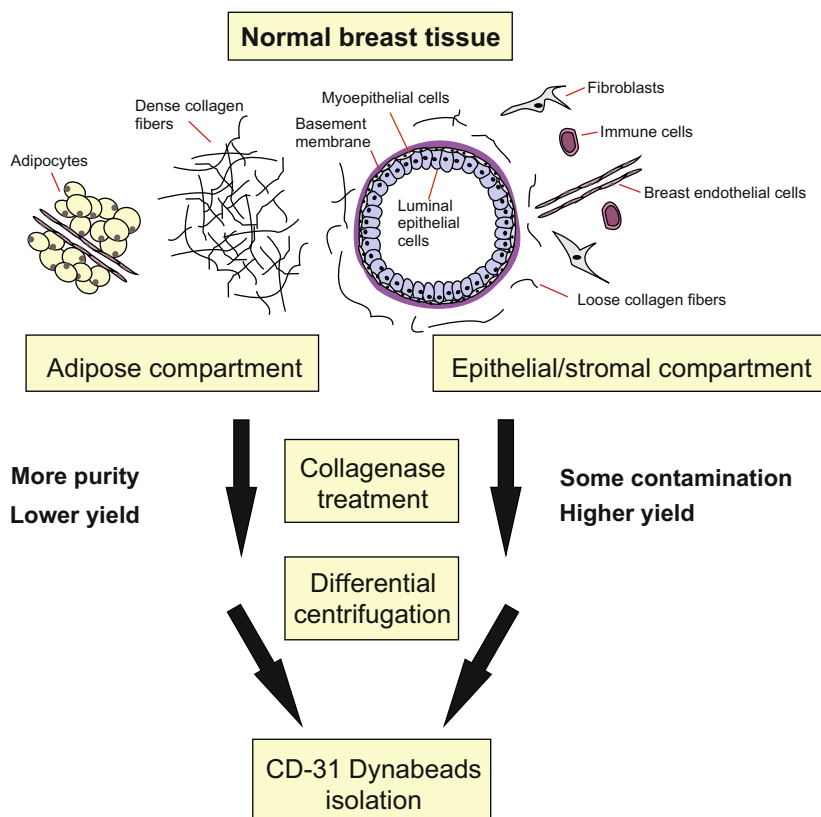 Normal breast tissue
Dense collagen
fibers
Myoepithelial cells
Basement
membrane
Fibroblasts
Immune cells
Adipocytes
Breast endothelial cells
Luminal
epithelial
cells
Loose collagen fibers
Adipose compartment
Epithelial/stromal compartment
More purity
Lower yield
Collagenase
treatment
Some contamination
Higher yield
Differential
centrifugation
CD-31 Dynabeads
isolation